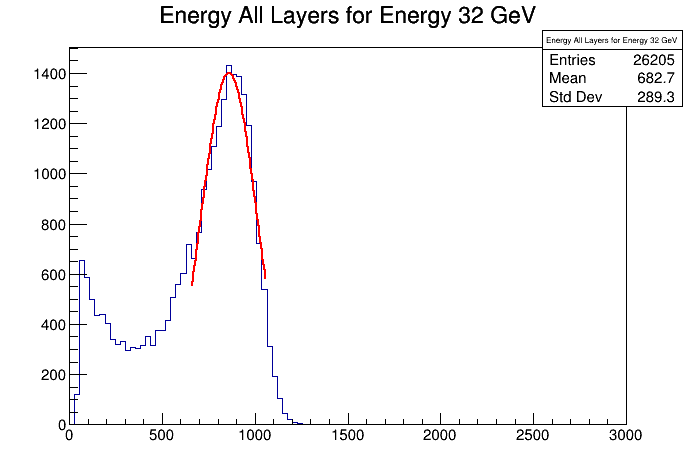 Energy All Layers for Energy 32 GeV
Energy All Layers for Energy 32 GeV
Entries 26205
Mean 682.7
Std Dev 289.3
1400
1200
1000
800
600
400
200
0
0 500 1000 1500 2000 2500 3000